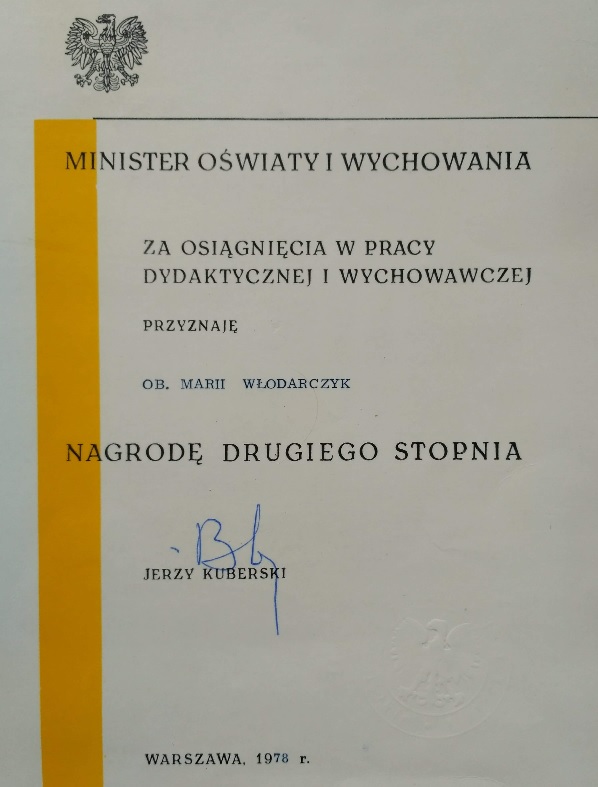 MINISTER OŚWIATY I WYCHOWANIA
ZA OSIĄGNIĘCIA W PRACY
DYDAKTYCZNEJ I WYCHOWAWCZEJ
PRZYZNAJĘ
OB. MARII WŁODARCZYK
NAGRODĘ DRUGIEGO STOPNIA
JERZY KUBERSKI
WARSZAWA, 1978 r.